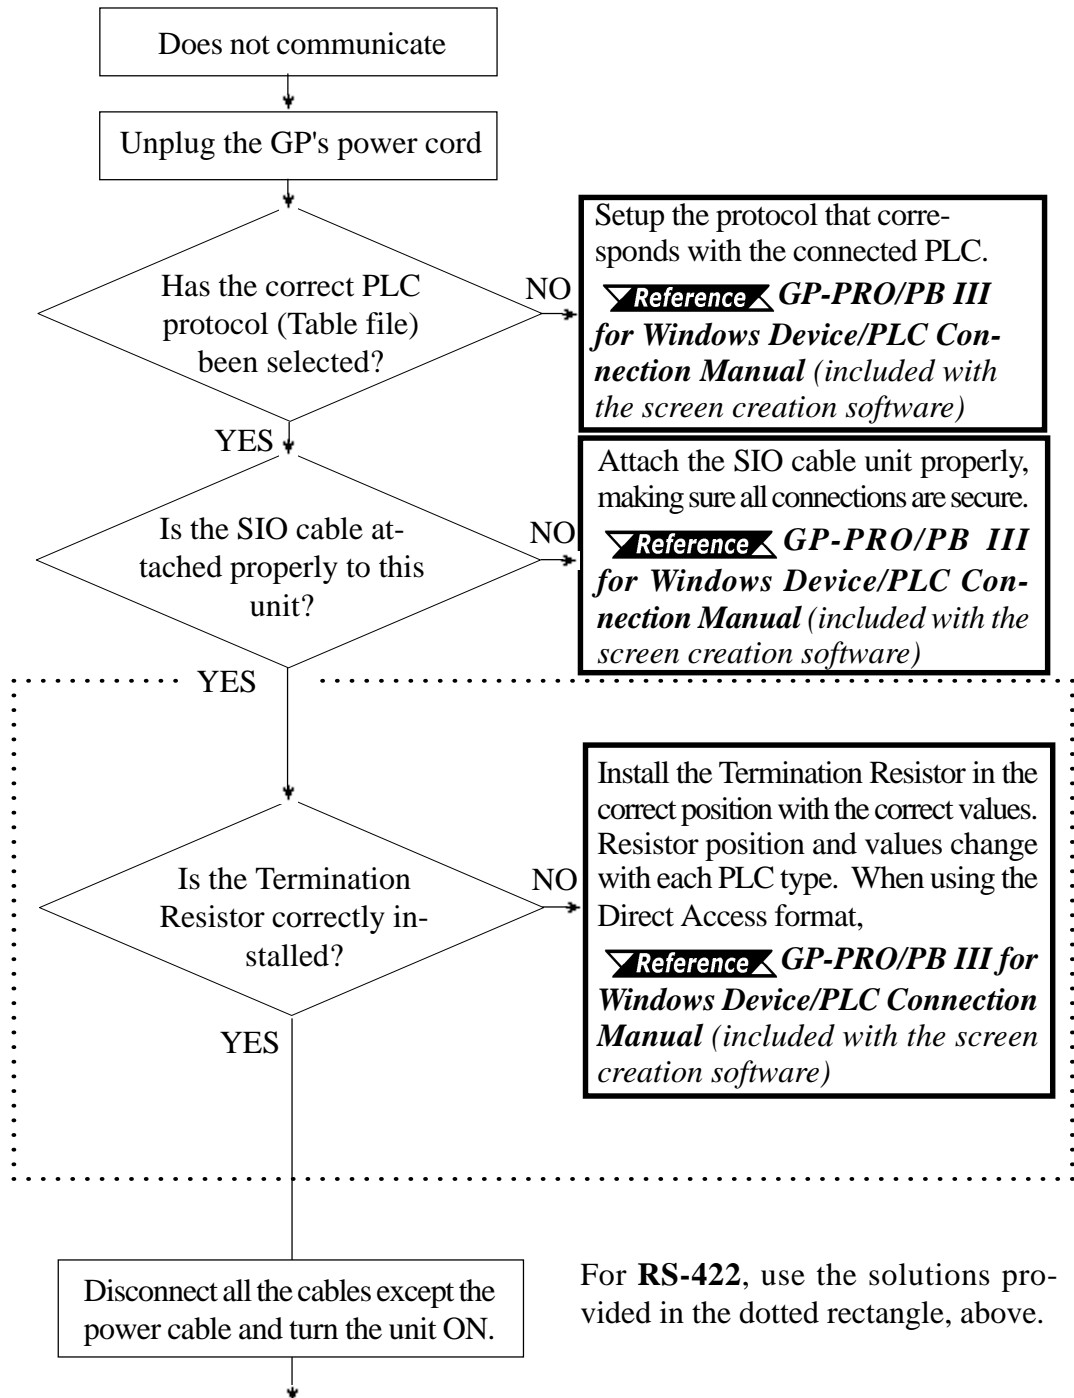 Does not communicate
Unplug the GP's power cord
Has the correct PLC
protocol (Table file)
been selected?
NO
Setup the protocol that corre-
sponds with the connected PLC.
Reference GP-PRO/PB III
for Windows Device/PLC Con-
nection Manual (included with
the screen creation software)
YES
Is the SIO cable at-
tached properly to this
unit?
NO
Attach the SIO cable unit properly,
making sure all connections are secure.
Reference GP-PRO/PB III
for Windows Device/PLC Con-
nection Manual (included with the
screen creation software)
YES
Is the Termination
Resistor correctly in-
stalled?
NO
Install the Termination Resistor in the
correct position with the correct values.
Resistor position and values change
with each PLC type. When using the
Direct Access format,
Reference GP-PRO/PB III for
Windows Device/PLC Connection
Manual (included with the screen
creation software)
YES
Disconnect all the cables except the
power cable and turn the unit ON.
For RS-422, use the solutions pro-
vided in the dotted rectangle, above.